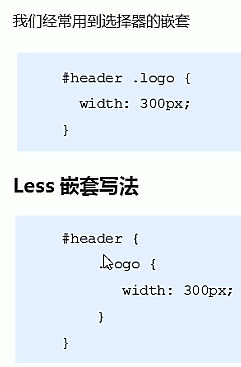 我们经常用到选择器的嵌套
#header .logo {
width: 300px;
}
Less 嵌套写法
#header {
.logo {
width: 300px;
}
}